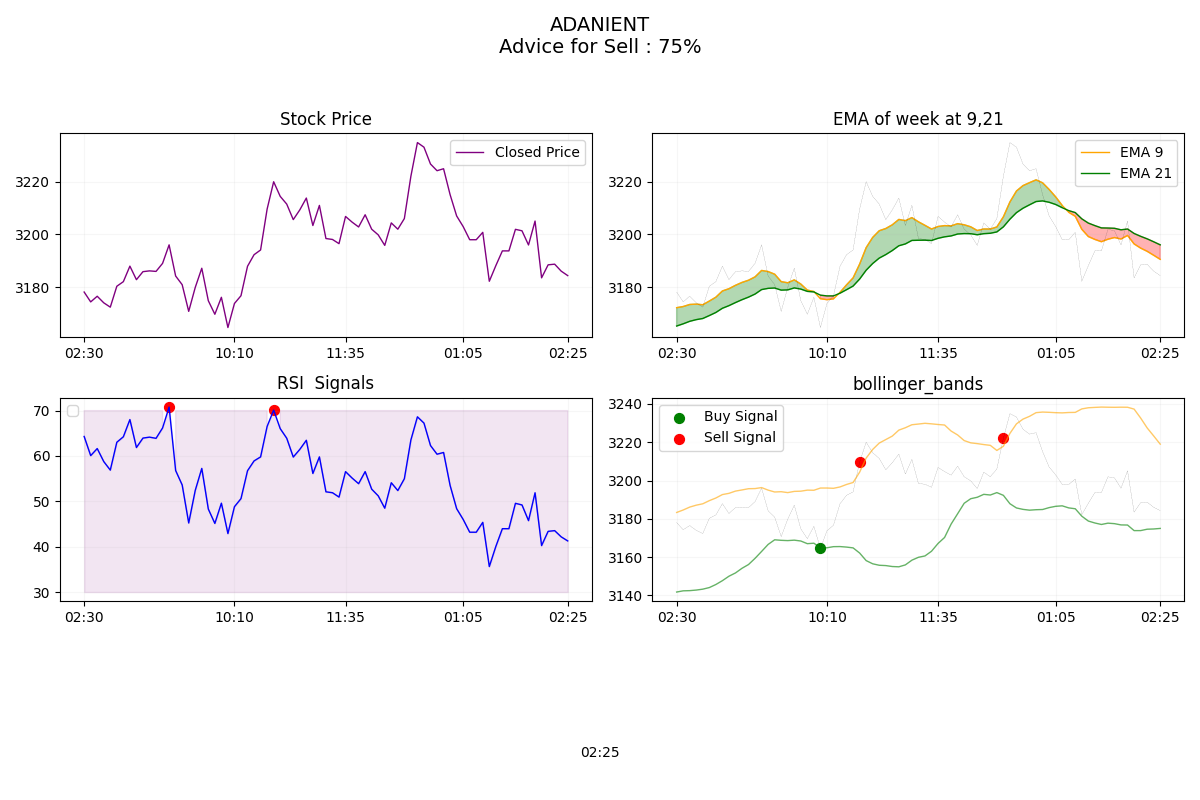 ADANIENT
Advice for Sell : 75%
Stock Price
Closed Price
3220
3200
3180
02:30 10:10 11:35 01:05 02:25
EMA of week at 9,21
EMA 9
EMA 21
3220
3200
3180
02:30 10:10 11:35 01:05 02:25
RSI  Signals
70
60
50
40
30
02:30 10:10 11:35 01:05 02:25
bollinger_bands
Buy Signal
Sell Signal
3240
3220
3200
3180
3160
3140
02:30 10:10 11:35 01:05 02:25
02:25